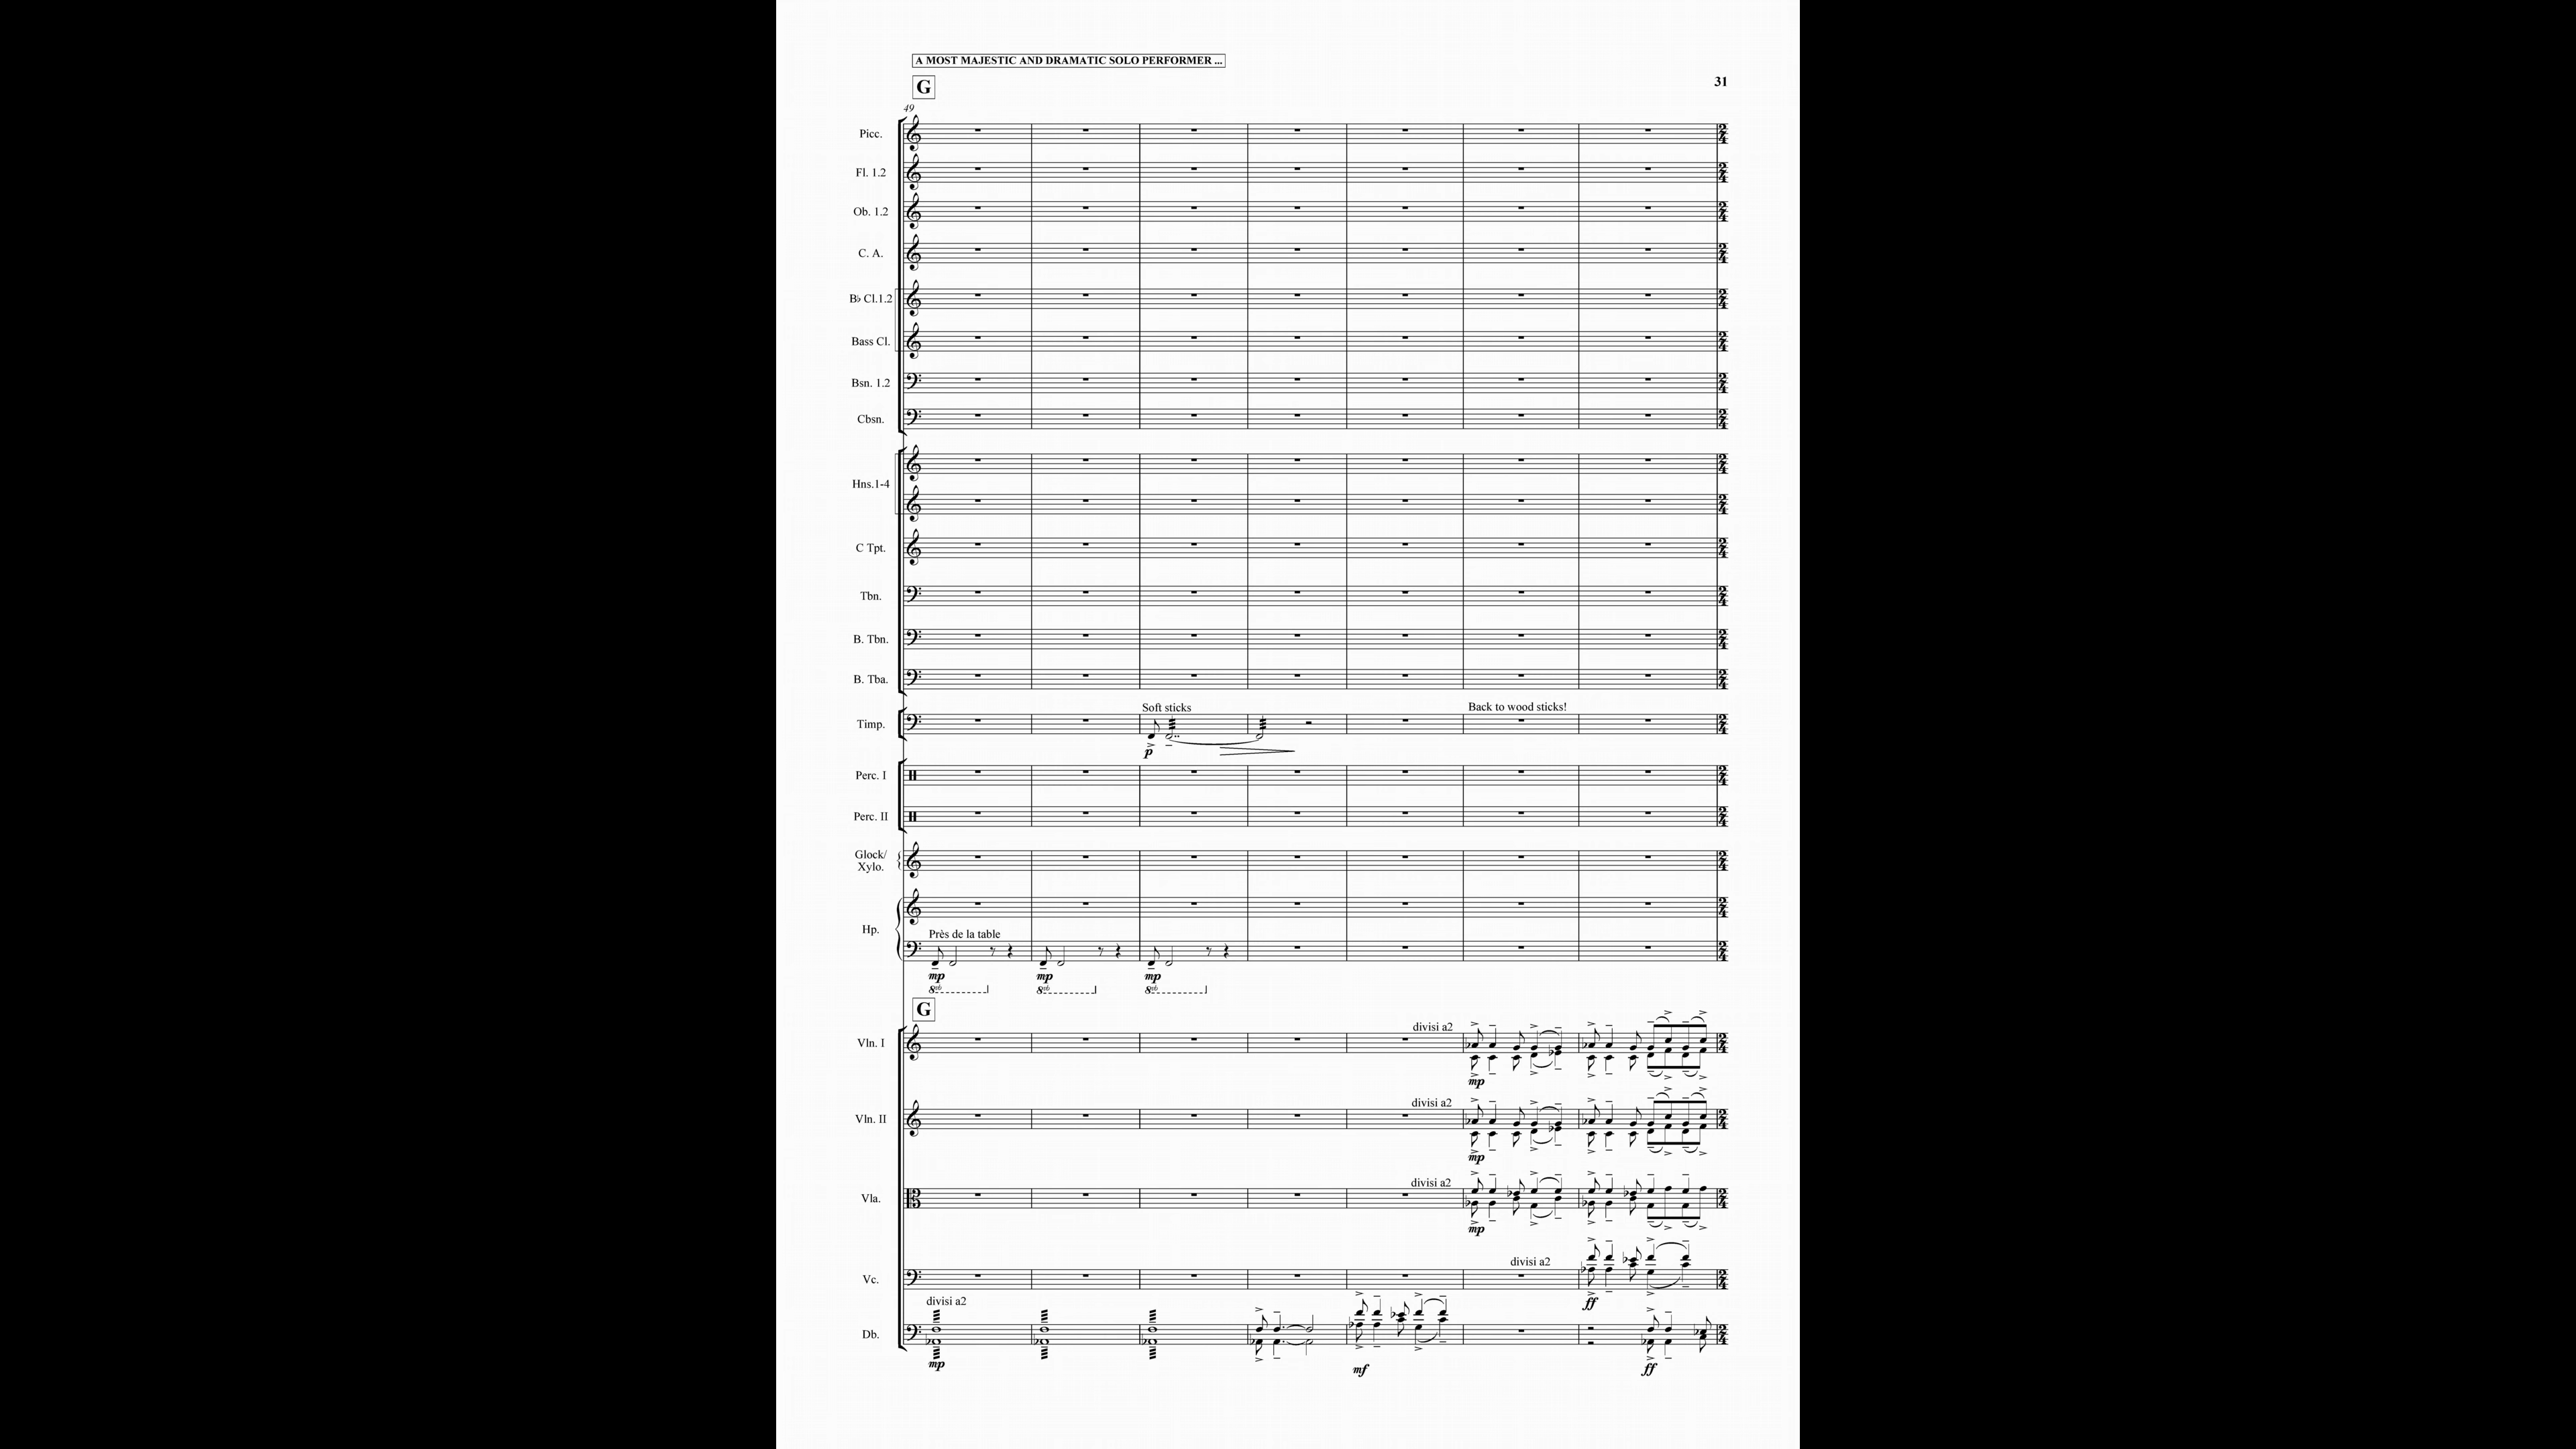 A MOST MAJESTIC AND DRAMATIC SOLO PERFORMER ...
G
31
49
Picc.
Fl. 1.2
Ob. 1.2
C. A.
B♭ Cl.1.2
Bass Cl.
Bsn. 1.2
Cbsn.
Hns.1-4
C Tpt.
Tbn.
B. Tbn.
B. Tba.
Soft sticks
Back to wood sticks!
Timp.
p
Perc. I
Perc. II
Glock/
Xylo.
Hp.
Près de la table
mp mp mp
8vb 8vb 8vb
G
divisi a2
Vln. I
mp
divisi a2
Vln. II
mp
divisi a2
Vla.
mp
divisi a2
Vc.
ff
divisi a2
Db.
mp mf ff